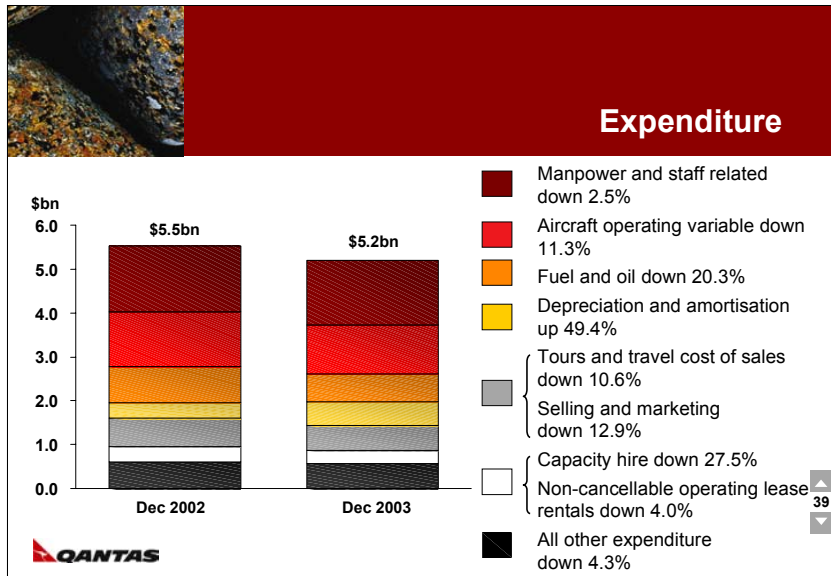 Expenditure
$bn
6.0
5.0
4.0
3.0
2.0
1.0
0.0
$5.5bn
$5.2bn
Dec 2002
Dec 2003
Manpower and staff related
down 2.5%
Aircraft operating variable down
11.3%
Fuel and oil down 20.3%
Depreciation and amortisation
up 49.4%
Tours and travel cost of sales
down 10.6%
Selling and marketing
down 12.9%
Capacity hire down 27.5%
Non-cancellable operating lease
rentals down 4.0%
All other expenditure
down 4.3%
39
QANTAS